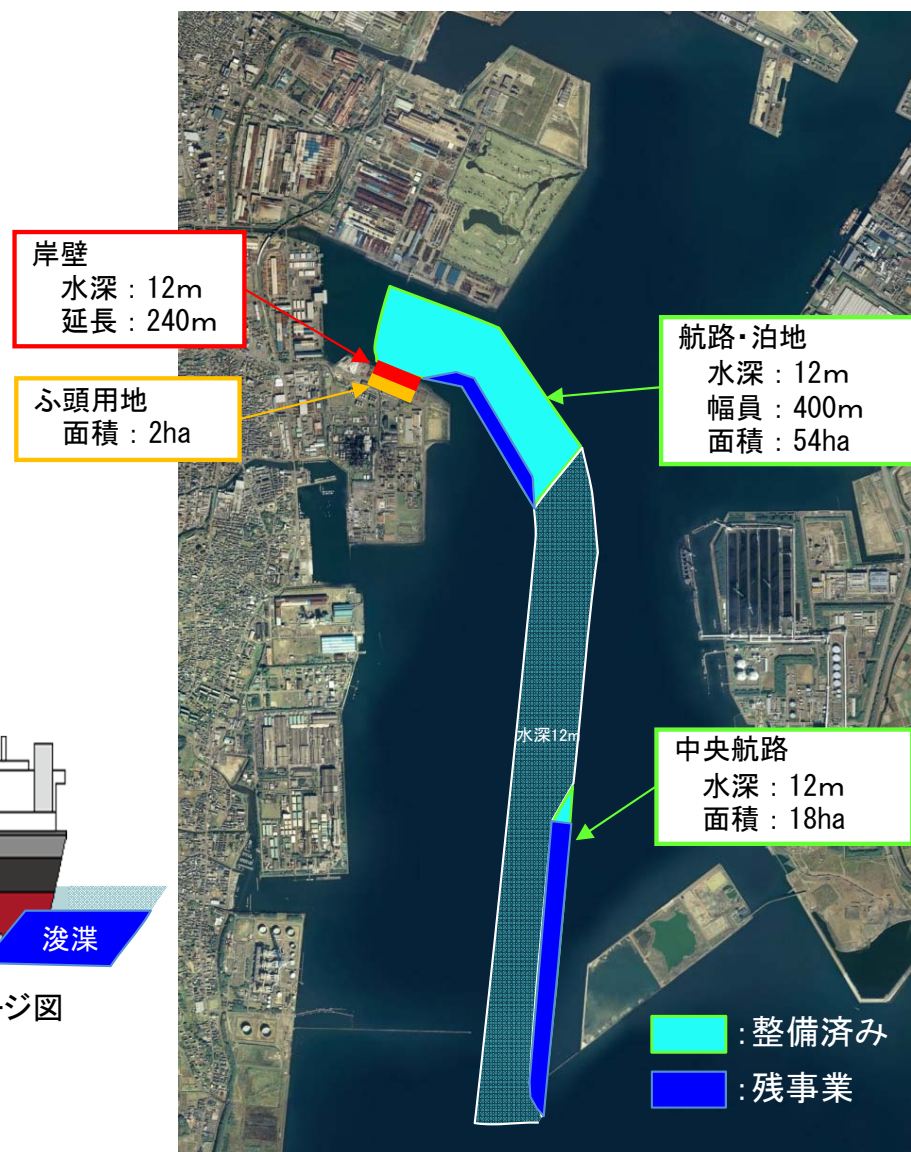 岸壁
水深：12m
延長：240m
ふ頭用地
面積：2ha
航路・泊地
水深：12m
幅員：400m
面積：54ha
水深12m
中央航路
水深：12m
面積：18ha
浚渫
ージ図
：整備済み
：残事業